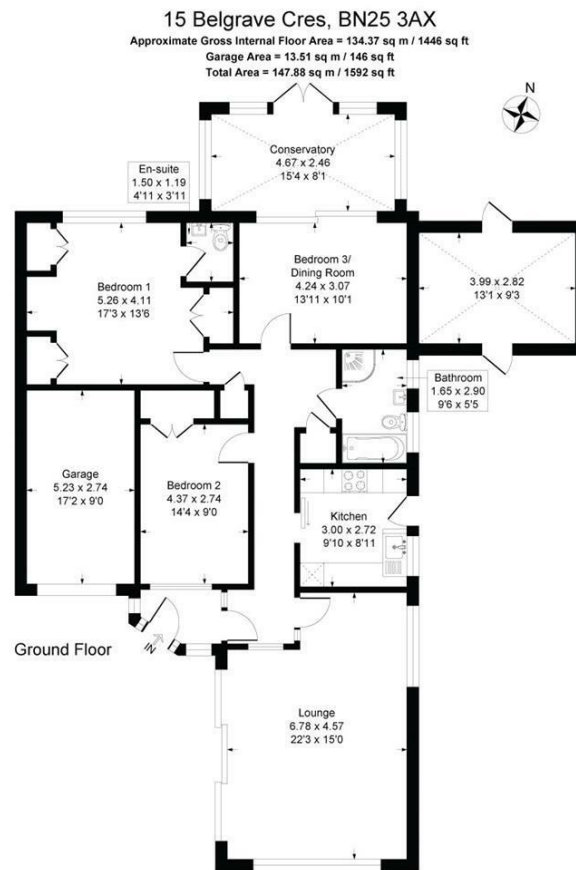 15 Belgrave Cres, BN25 3AX
Approximate Gross Internal Floor Area = 134.37 sq m / 1446 sq ft
Garage Area = 13.51 sq m / 146 sq ft
Total Area = 147.88 sq m / 1592 sq ft
N
Conservatory
4.67 x 2.46
15'4 x 8'1
En-suite
1.50 x 1.19
4'11 x 3'11
Bedroom 1
5.26 x 4.11
17'3 x 13'6
Bedroom 3/
Dining Room
4.24 x 3.07
13'11 x 10'1
3.99 x 2.82
13'1 x 9'3
Bathroom
1.65 x 2.90
9'6 x 5'5
Garage
5.23 x 2.74
17'2 x 9'0
Bedroom 2
4.37 x 2.74
14'4 x 9'0
Kitchen
3.00 x 2.72
9'10 x 8'11
IN
Ground Floor
Lounge
6.78 x 4.57
22'3 x 15'0